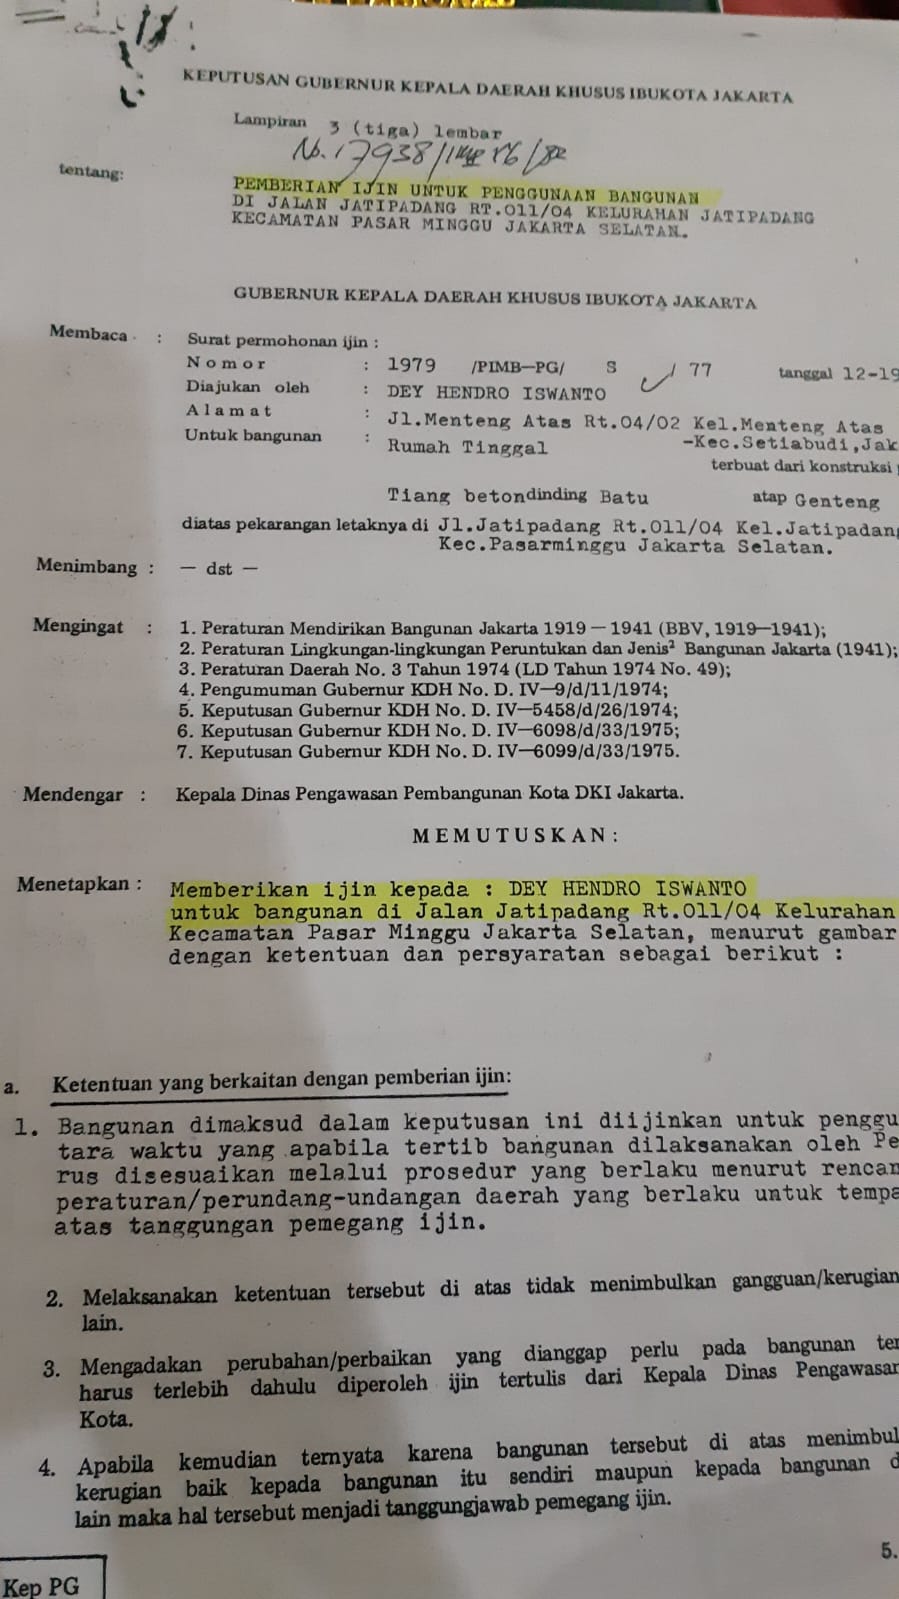 KEPUTUSAN GUBERNUR KEPALA DAERAH KHUSUS IBUKOTA JAKARTA
Lampiran 3 (tiga) lembar
No. 17938/
tentang:
PEMBERIAN IJIN UNTUK PENGGUNAAN BANGUNAN
DI JALAN JATIPADANG RT.011/04 KELURAHAN JATIPADANG
KECAMATAN PASAR MINGGU JAKARTA SELATAN.
GUBERNUR KEPALA DAERAH KHUSUS IBUKOTA JAKARTA
Membaca : Surat permohonan ijin :
Nomor : 1979 /PIMB—PG/ S / 77 tanggal 12-19
Diajukan oleh : DEY HENDRO ISWANTO
Alamat : Jl.Menteng Atas Rt.04/02 Kel.Menteng Atas
-Kec.Setiabudi,Jak
Untuk bangunan : Rumah Tinggal
terbuat dari konstruksi
Tiang beton dinding Batu atap Genteng
diatas pekarangan letaknya di Jl.Jatipadang Rt.011/04 Kel.Jatipadang
Kec.Pasarminggu Jakarta Selatan.
Menimbang : — dst —
Mengingat : 1. Peraturan Mendirikan Bangunan Jakarta 1919 — 1941 (BBV, 1919—1941);
2. Peraturan Lingkungan-lingkungan Peruntukan dan Jenis² Bangunan Jakarta (1941);
3. Peraturan Daerah No. 3 Tahun 1974 (LD Tahun 1974 No. 49);
4. Pengumuman Gubernur KDH No. D. IV—9/d/11/1974;
5. Keputusan Gubernur KDH No. D. IV—5458/d/26/1974;
6. Keputusan Gubernur KDH No. D. IV—6098/d/33/1975;
7. Keputusan Gubernur KDH No. D. IV—6099/d/33/1975.
Mendengar : Kepala Dinas Pengawasan Pembangunan Kota DKI Jakarta.
MEMUTUSKAN :
Menetapkan : Memberikan ijin kepada : DEY HENDRO ISWANTO
untuk bangunan di Jalan Jatipadang Rt.011/04 Kelurahan
Kecamatan Pasar Minggu Jakarta Selatan, menurut gambar
dengan ketentuan dan persyaratan sebagai berikut :
a. Ketentuan yang berkaitan dengan pemberian ijin:
1. Bangunan dimaksud dalam keputusan ini diijinkan untuk penggu
tara waktu yang apabila tertib bangunan dilaksanakan oleh Pe
rus disesuaikan melalui prosedur yang berlaku menurut rencan
peraturan/perundang-undangan daerah yang berlaku untuk tempa
atas tanggungan pemegang ijin.
2. Melaksanakan ketentuan tersebut di atas tidak menimbulkan gangguan/kerugian
lain.
3. Mengadakan perubahan/perbaikan yang dianggap perlu pada bangunan ter
harus terlebih dahulu diperoleh ijin tertulis dari Kepala Dinas Pengawasan
Kota.
4. Apabila kemudian ternyata karena bangunan tersebut di atas menimbul
kerugian baik kepada bangunan itu sendiri maupun kepada bangunan d
lain maka hal tersebut menjadi tanggungjawab pemegang ijin.
5.
Kep PG